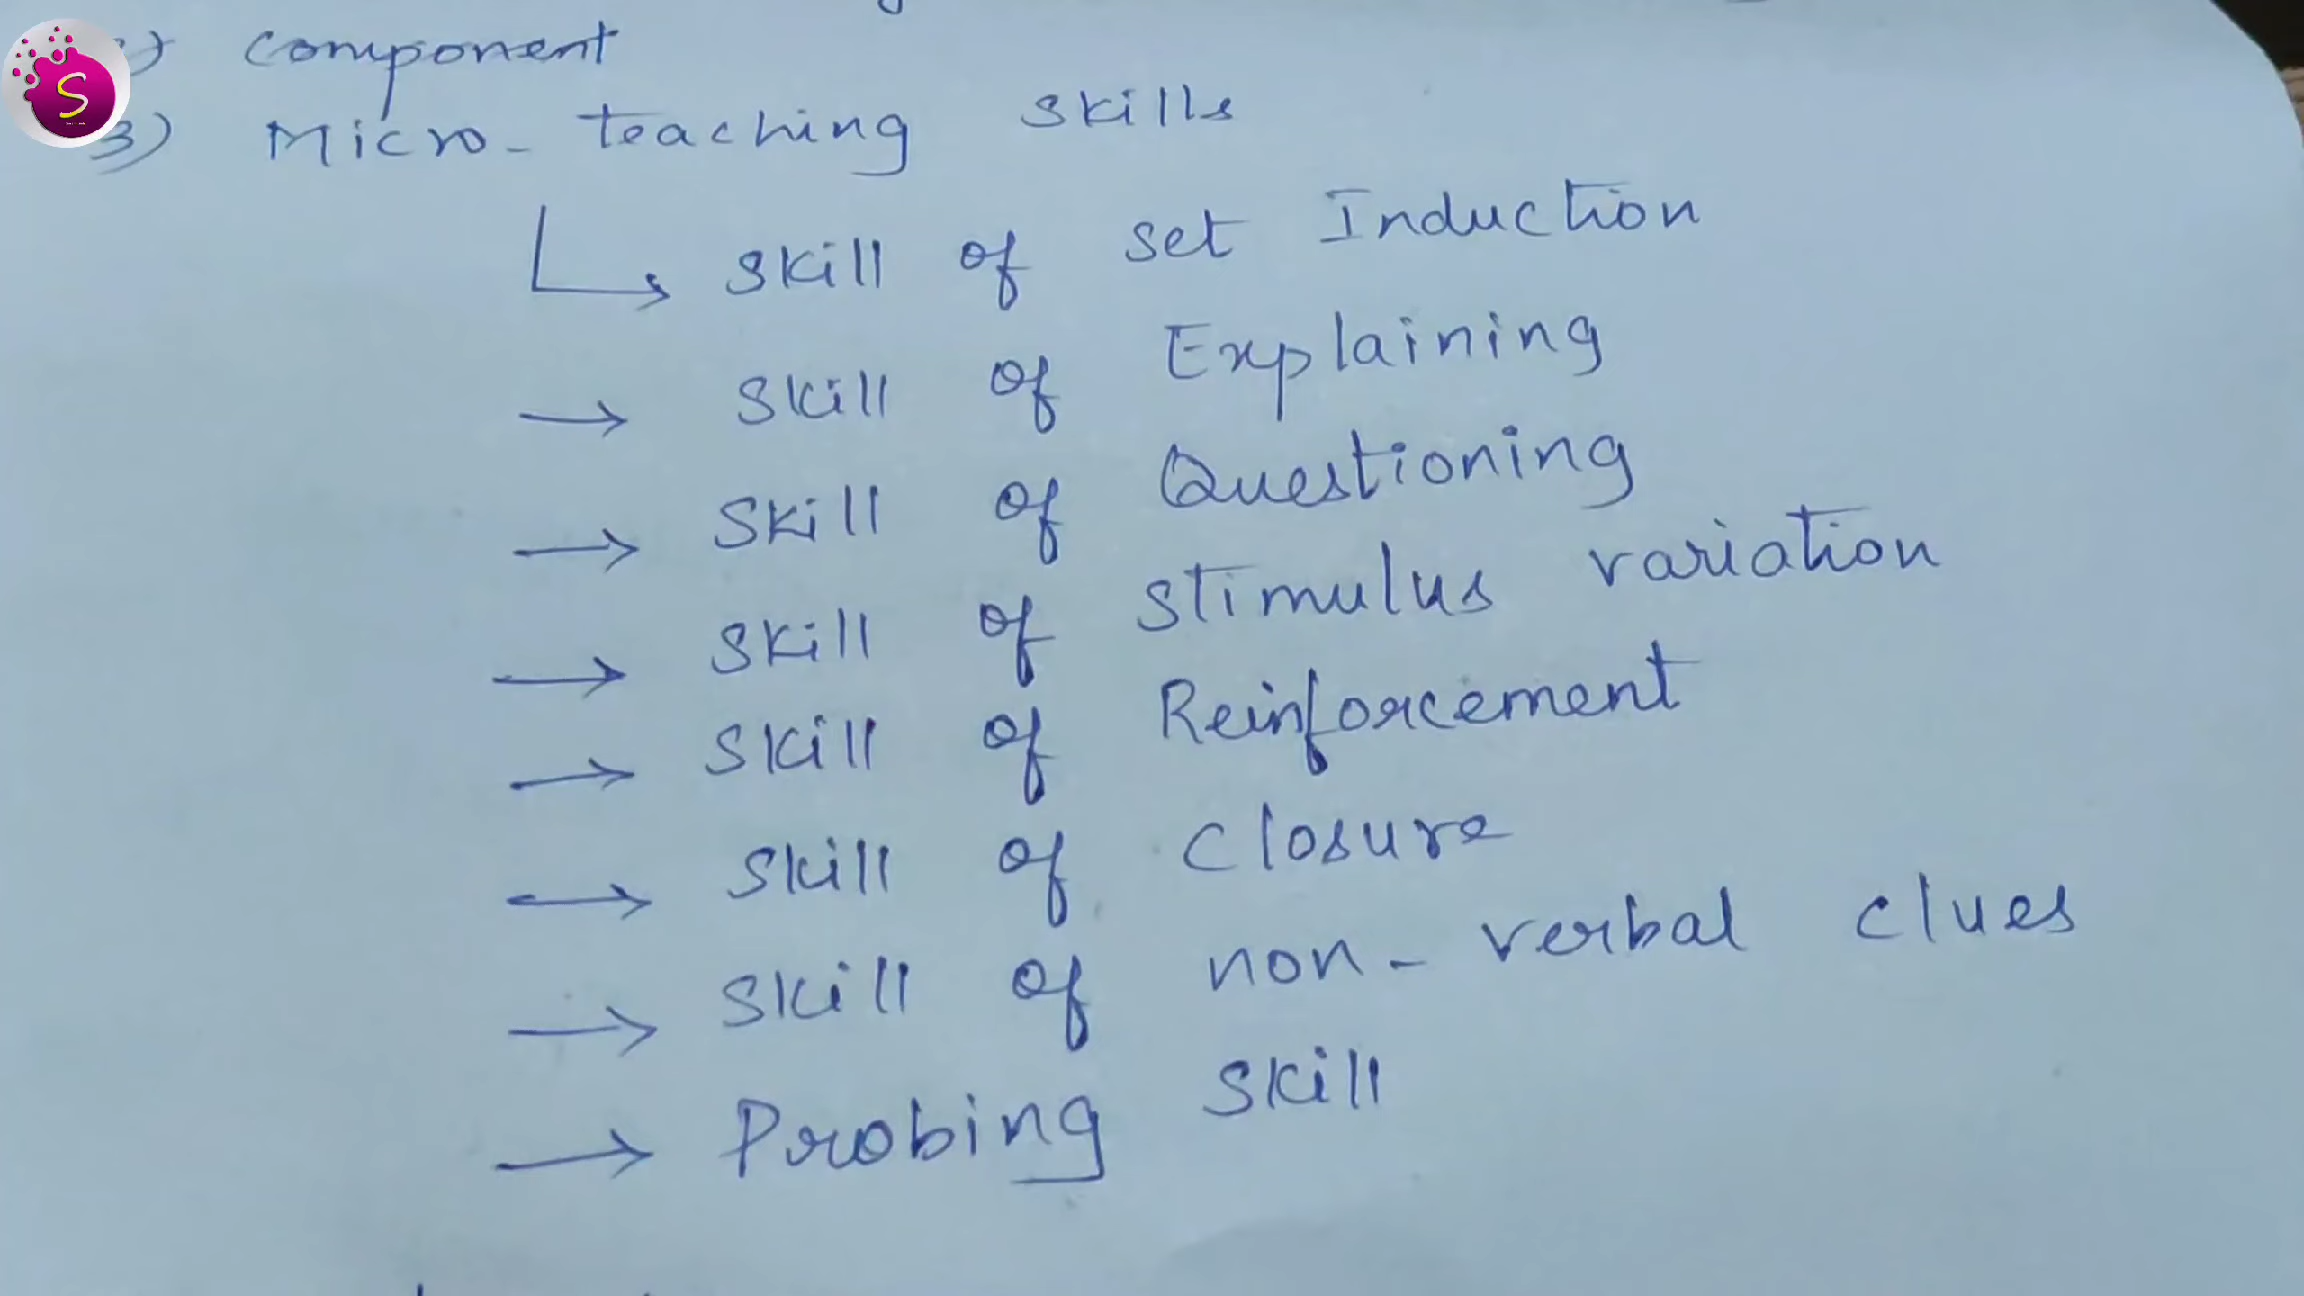 component
3) Micro-teaching skills
↳ skill of set Induction
→ skill of Explaining
→ Skill of Questioning
→ skill of stimulus variation
→ skill of Reinforcement
→ skill of closure
→ skill of non-verbal clues
→ Probing skill
S